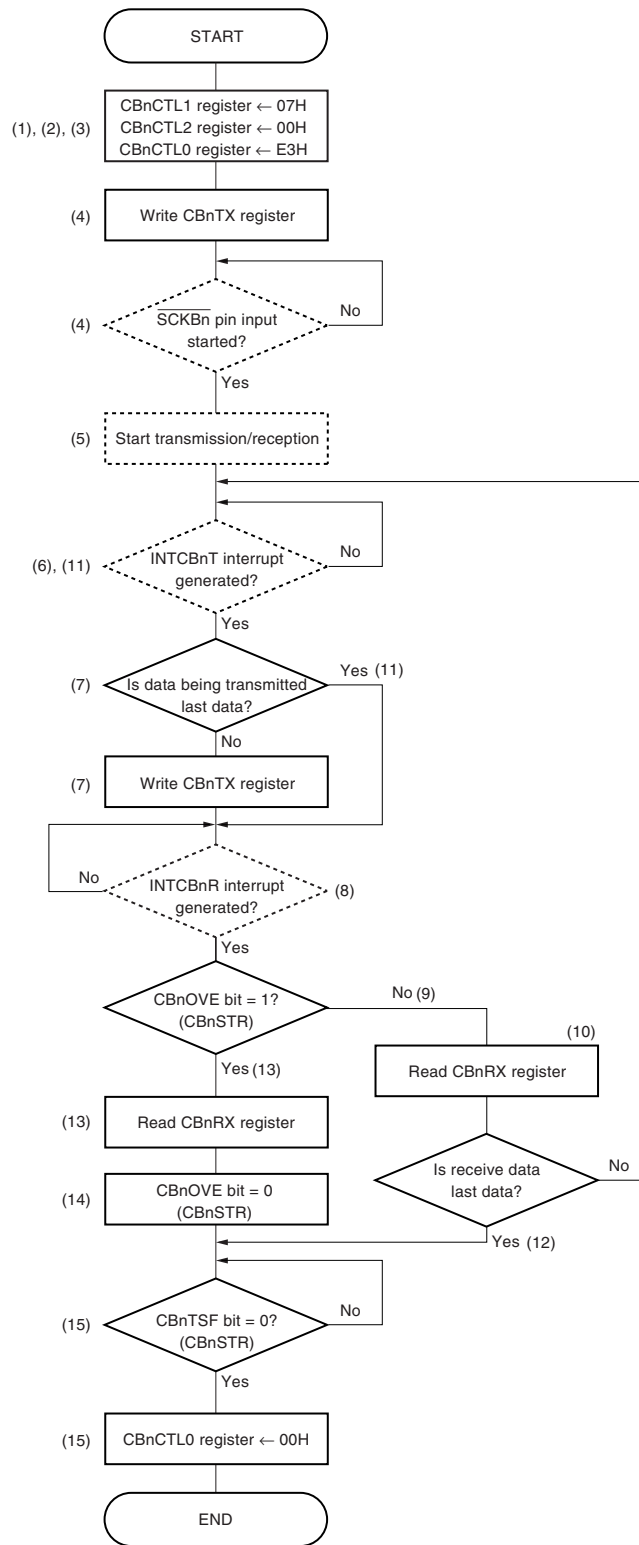 START
(1), (2), (3)
CBnCTL1 register ← 07H
CBnCTL2 register ← 00H
CBnCTL0 register ← E3H
(4)
Write CBnTX register
(4)
SCKBn pin input
started?
No
Yes
(5)
Start transmission/reception
(6), (11)
INTCBnT interrupt
generated?
No
Yes
(7)
Is data being transmitted
last data?
Yes (11)
No
(7)
Write CBnTX register
No
INTCBnR interrupt
generated?
(8)
Yes
CBnOVE bit = 1?
(CBnSTR)
No (9)
Yes (13)
(10)
Read CBnRX register
(13)
Read CBnRX register
Is receive data
last data?
No
Yes (12)
(14)
CBnOVE bit = 0
(CBnSTR)
(15)
CBnTSF bit = 0?
(CBnSTR)
No
Yes
(15)
CBnCTL0 register ← 00H
END